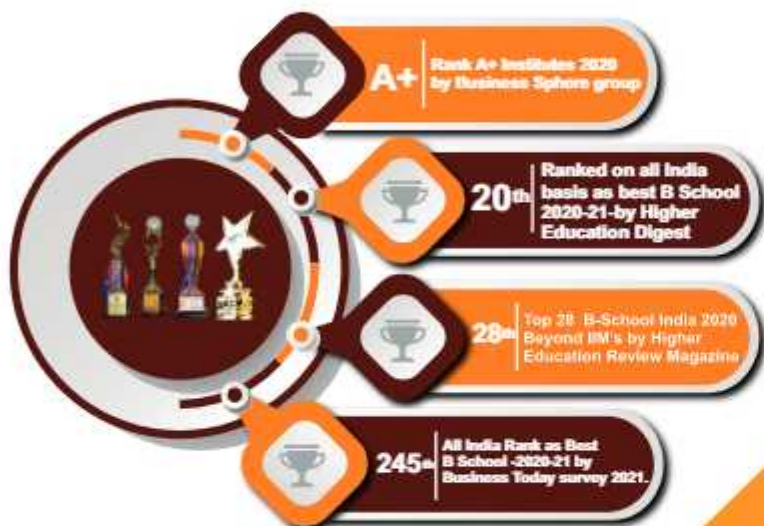 A+
Rank A+ Institutes 2020
by Business Sphere group
20th
Ranked on all India
basis as best B School
2020-21-by Higher
Education Digest
28th
Top 28 B-School India 2020
Beyond IIM's by Higher
Education Review Magazine
245th
All India Rank as Best
B School -2020-21 by
Business Today survey 2021.